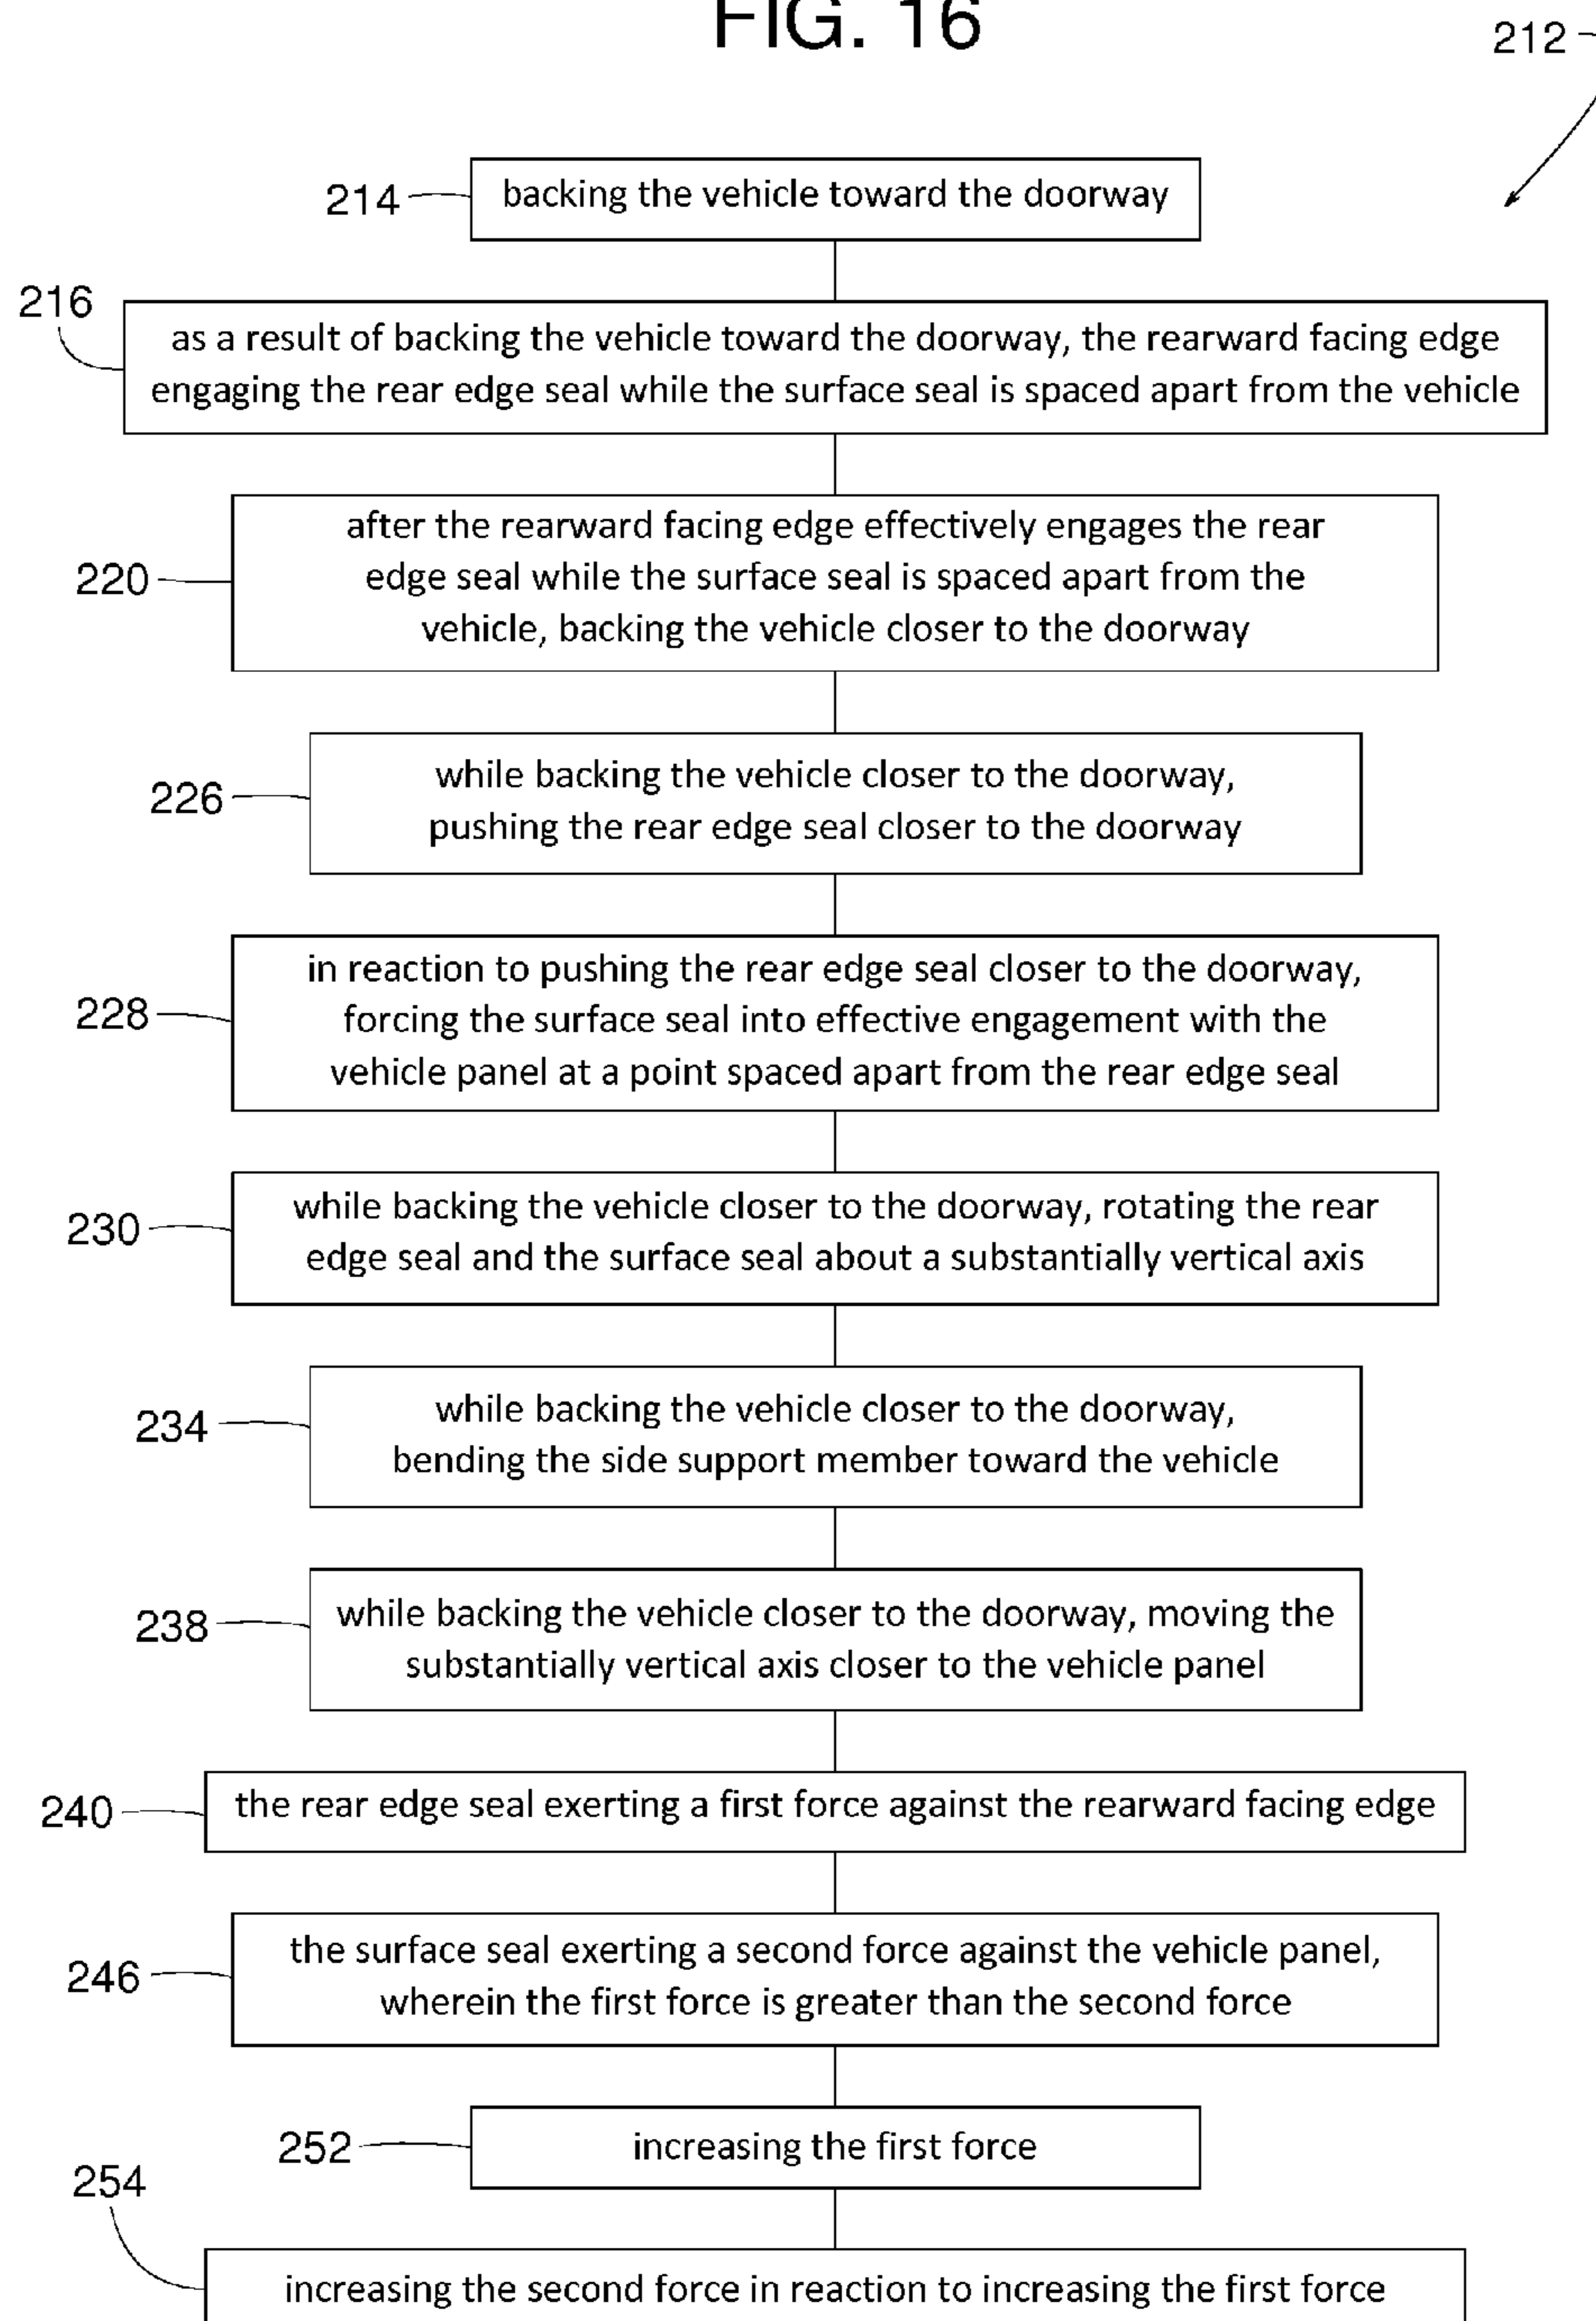 FIG. 16
212
214
backing the vehicle toward the doorway
216
as a result of backing the vehicle toward the doorway, the rearward facing edge
engaging the rear edge seal while the surface seal is spaced apart from the vehicle
220
after the rearward facing edge effectively engages the rear
edge seal while the surface seal is spaced apart from the
vehicle, backing the vehicle closer to the doorway
226
while backing the vehicle closer to the doorway,
pushing the rear edge seal closer to the doorway
228
in reaction to pushing the rear edge seal closer to the doorway,
forcing the surface seal into effective engagement with the
vehicle panel at a point spaced apart from the rear edge seal
230
while backing the vehicle closer to the doorway, rotating the rear
edge seal and the surface seal about a substantially vertical axis
234
while backing the vehicle closer to the doorway,
bending the side support member toward the vehicle
238
while backing the vehicle closer to the doorway, moving the
substantially vertical axis closer to the vehicle panel
240
the rear edge seal exerting a first force against the rearward facing edge
246
the surface seal exerting a second force against the vehicle panel,
wherein the first force is greater than the second force
252
increasing the first force
254
increasing the second force in reaction to increasing the first force